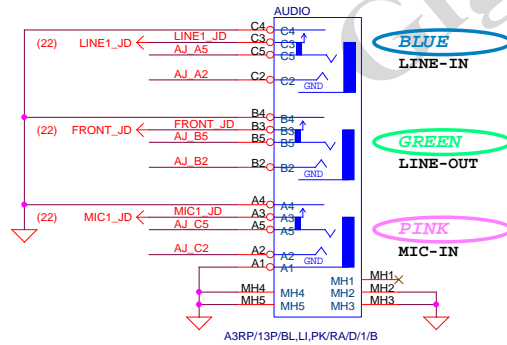 AUDIO
C4 C4
(22) LINE1_JD LINE1_JD C3 C3
AJ_A5 C5 C5
BLUE
LINE-IN
AJ_A2 C2 C2
GND
B4 B4
(22) FRONT_JD FRONT_JD B3 B3
AJ_B5 B5 B5
GREEN
LINE-OUT
AJ_B2 B2 B2
GND
A4 A4
(22) MIC1_JD MIC1_JD A3 A3
AJ_C5 A5 A5
PINK
MIC-IN
AJ_C2 A2 A2
GND
A1 A1
MH1 MH1
MH4 MH4 MH2 MH2
MH5 MH5 MH3 MH3
A3RP/13P/BL,LI,PK/RA/D/1/B